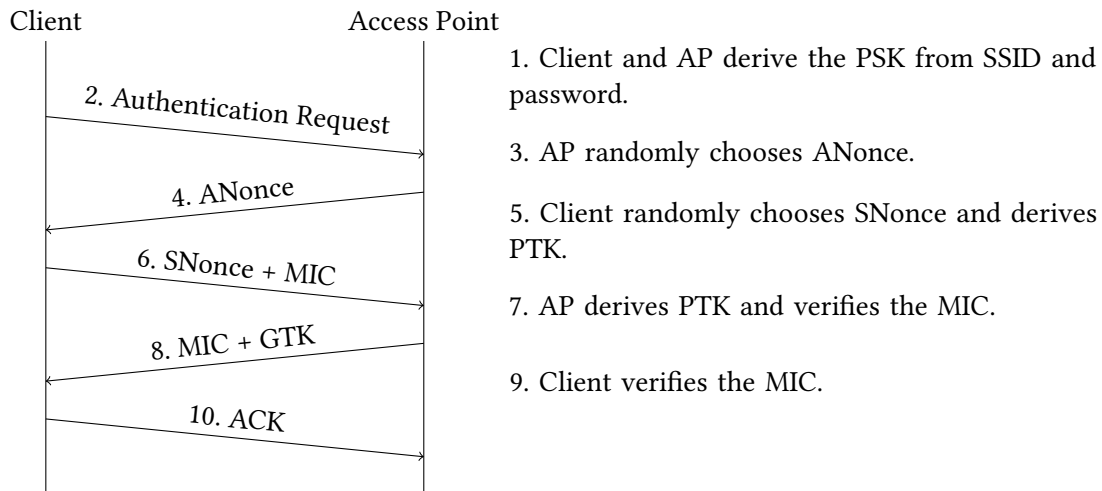 Client
Access Point
1. Client and AP derive the PSK from SSID and
password.
2. Authentication Request
3. AP randomly chooses ANonce.
4. ANonce
5. Client randomly chooses SNonce and derives
PTK.
6. SNonce + MIC
7. AP derives PTK and verifies the MIC.
8. MIC + GTK
9. Client verifies the MIC.
10. ACK